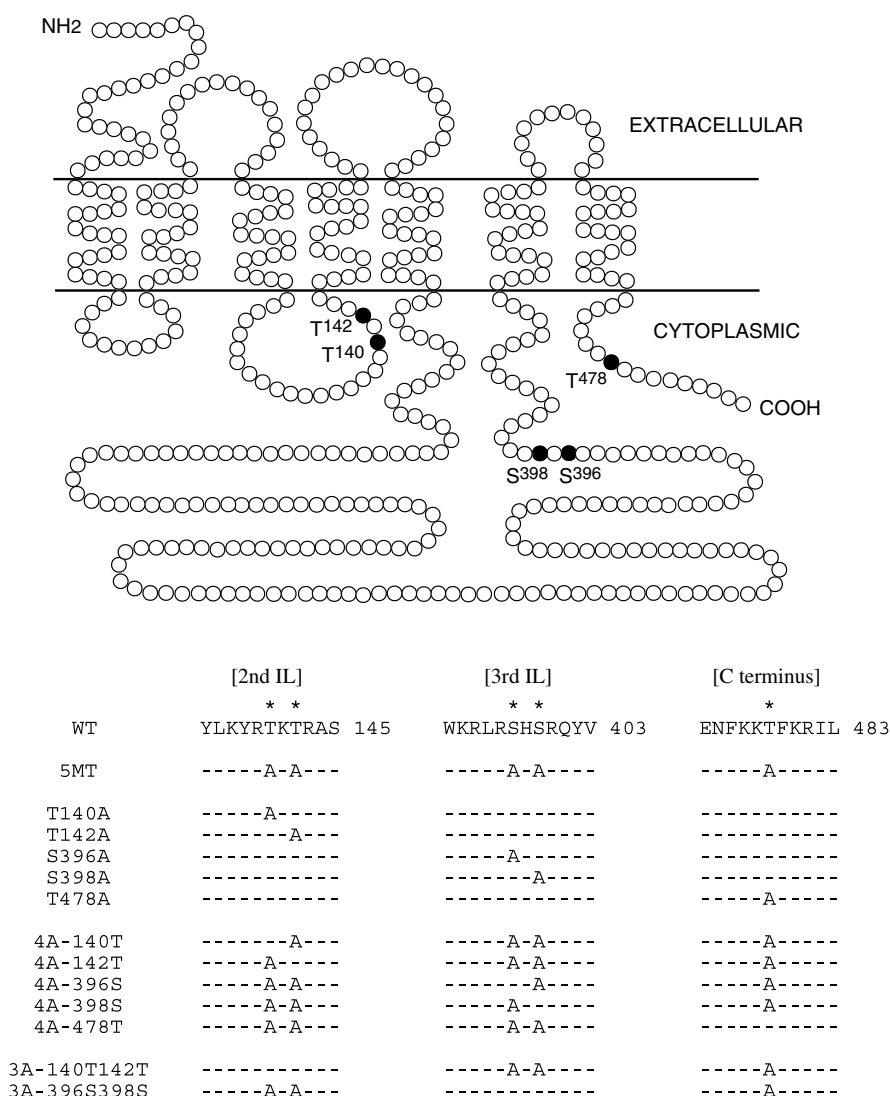 NH2
EXTRACELLULAR
T142
T140
CYTOPLASMIC
T478
COOH
S398 S396
[2nd IL] [3rd IL] [C terminus]
* * * * *
WT YLKYRTKTRAS 145 WKRLRSHSRQYV 403 ENFKKTFKRIL 483
5MT -----A-A--- -----A-A---- -----A-----
T140A -----A----- ------------ -----------
T142A -------A--- ------------ -----------
S396A ----------- -----A------ -----------
S398A ----------- -------A---- -----------
T478A ----------- ------------ -----A-----
4A-140T -------A--- -----A-A---- -----A-----
4A-142T -----A----- -----A-A---- -----A-----
4A-396S -----A-A--- -------A---- -----A-----
4A-398S -----A-A--- -----A------ -----A-----
4A-478T -----A-A--- -----A-A---- -----------
3A-140T142T ----------- -----A-A---- -----A-----
3A-396S398S -----A-A--- ------------ -----A-----